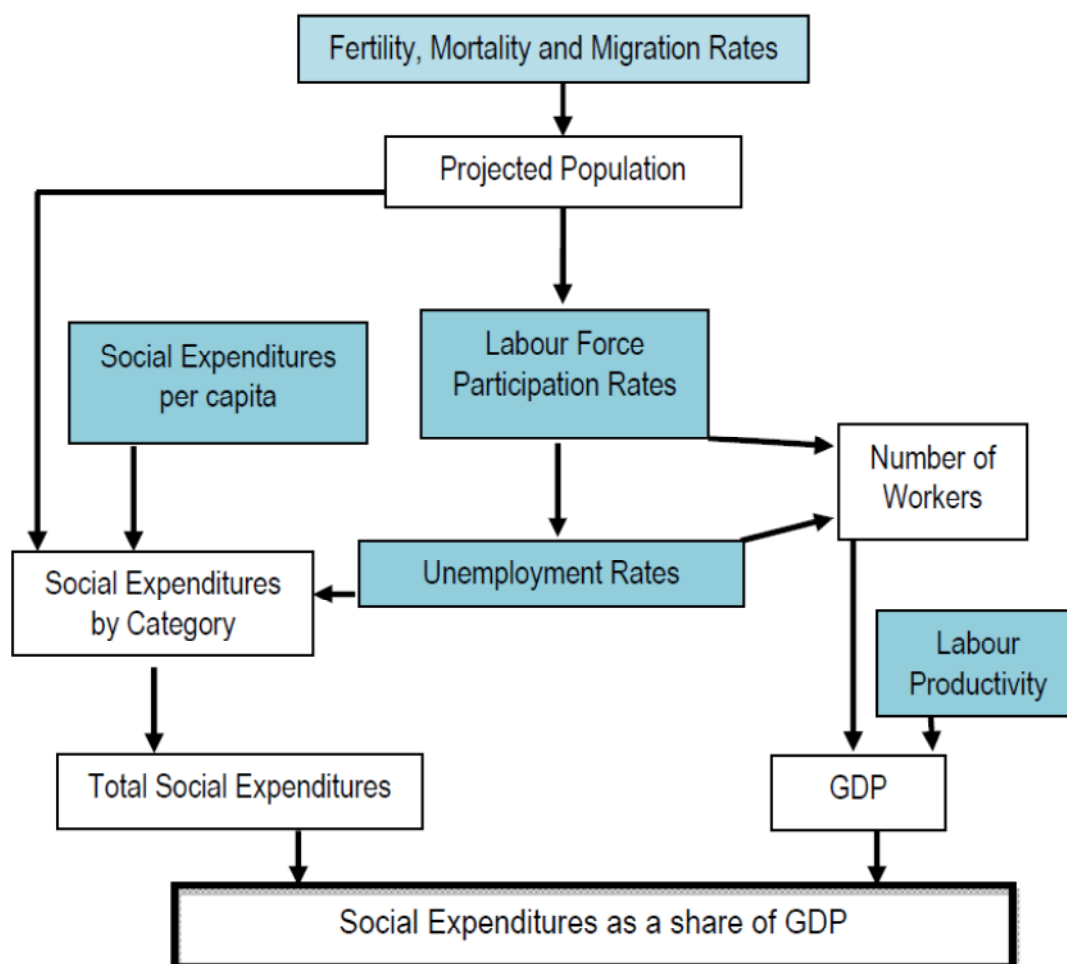 Fertility, Mortality and Migration Rates
Projected Population
Social Expenditures
per capita
Labour Force
Participation Rates
Number of
Workers
Social Expenditures
by Category
Unemployment Rates
Labour
Productivity
Total Social Expenditures
GDP
Social Expenditures as a share of GDP